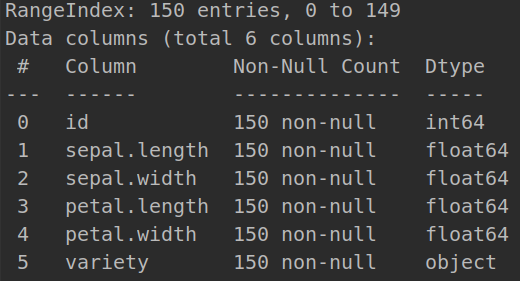 RangeIndex: 150 entries, 0 to 149
Data columns (total 6 columns):
 #   Column        Non-Null Count  Dtype
---  ------        --------------  -----
 0   id            150 non-null    int64
 1   sepal.length  150 non-null    float64
 2   sepal.width   150 non-null    float64
 3   petal.length  150 non-null    float64
 4   petal.width   150 non-null    float64
 5   variety       150 non-null    object